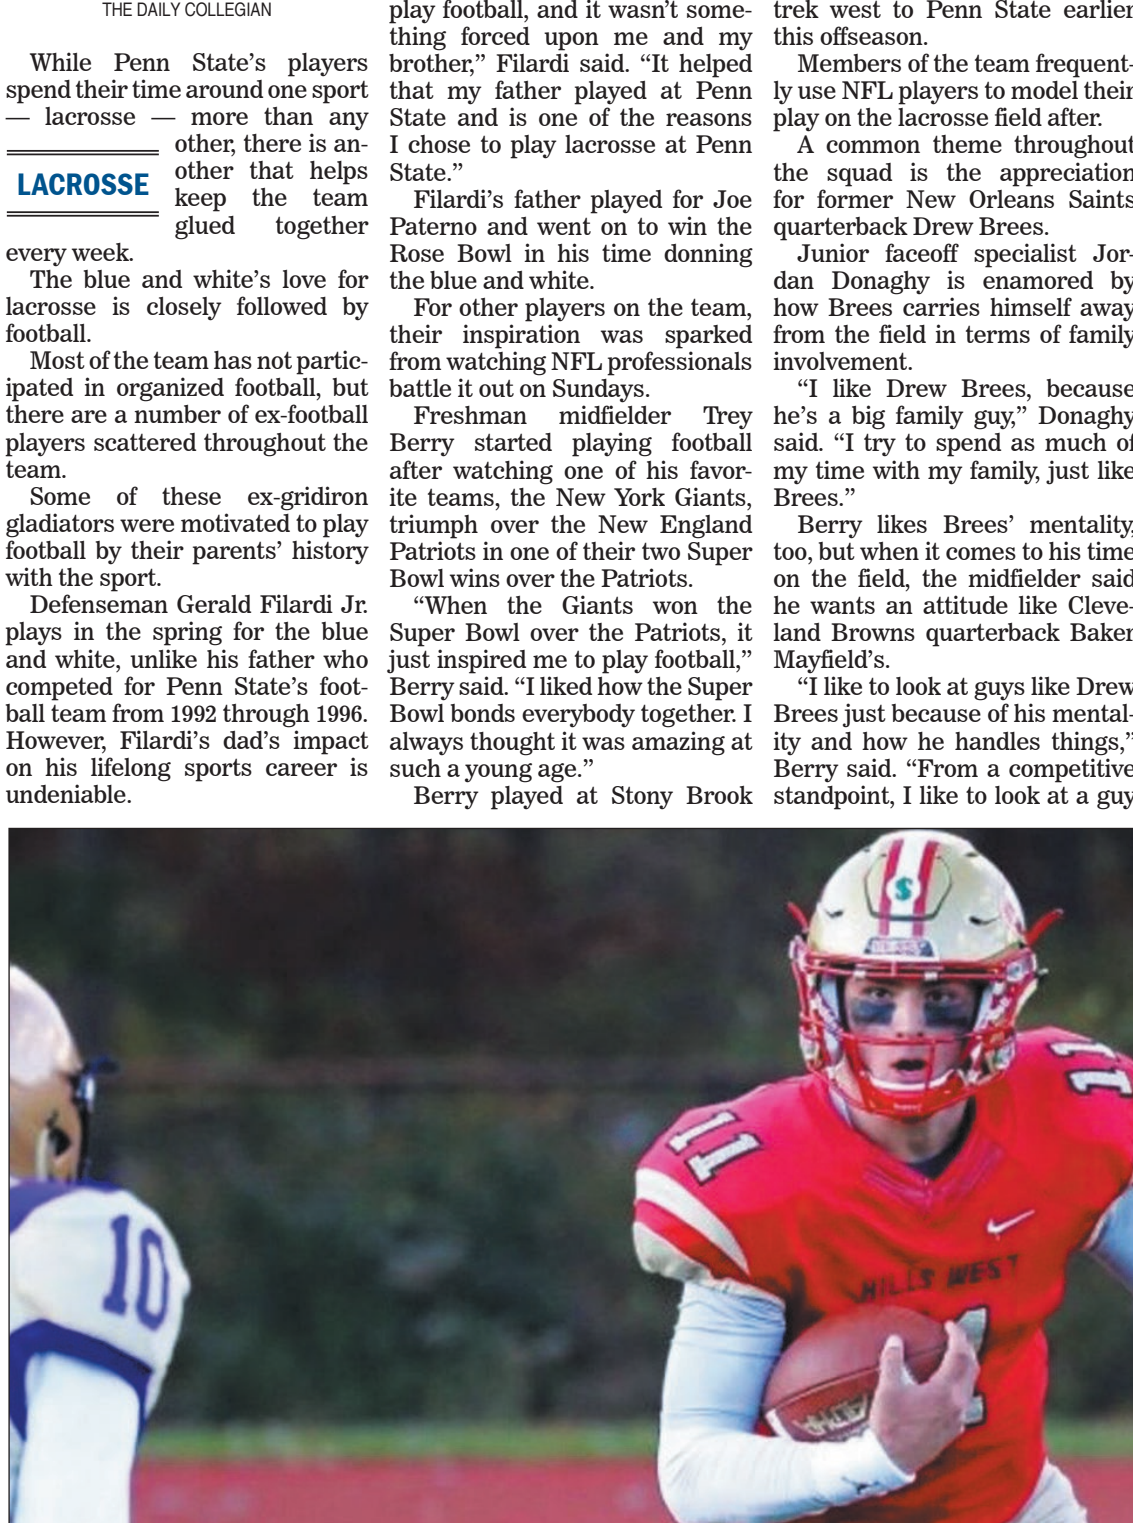 THE DAILY COLLEGIAN
While Penn State’s players
spend their time around one sport
— lacrosse — more than any
other, there is an-
other that helps
keep the team
glued together
every week.
LACROSSE
The blue and white’s love for
lacrosse is closely followed by
football.
Most of the team has not partic-
ipated in organized football, but
there are a number of ex-football
players scattered throughout the
team.
Some of these ex-gridiron
gladiators were motivated to play
football by their parents’ history
with the sport.
Defenseman Gerald Filardi Jr.
plays in the spring for the blue
and white, unlike his father who
competed for Penn State’s foot-
ball team from 1992 through 1996.
However, Filardi’s dad’s impact
on his lifelong sports career is
undeniable.
play football, and it wasn’t some-
thing forced upon me and my
brother,” Filardi said. “It helped
that my father played at Penn
State and is one of the reasons
I chose to play lacrosse at Penn
State.”
Filardi’s father played for Joe
Paterno and went on to win the
Rose Bowl in his time donning
the blue and white.
For other players on the team,
their inspiration was sparked
from watching NFL professionals
battle it out on Sundays.
Freshman midfielder Trey
Berry started playing football
after watching one of his favor-
ite teams, the New York Giants,
triumph over the New England
Patriots in one of their two Super
Bowl wins over the Patriots.
“When the Giants won the
Super Bowl over the Patriots, it
just inspired me to play football,”
Berry said. “I liked how the Super
Bowl bonds everybody together. I
always thought it was amazing at
such a young age.”
Berry played at Stony Brook
trek west to Penn State earlier
this offseason.
Members of the team frequent-
ly use NFL players to model their
play on the lacrosse field after.
A common theme throughout
the squad is the appreciation
for former New Orleans Saints
quarterback Drew Brees.
Junior faceoff specialist Jor-
dan Donaghy is enamored by
how Brees carries himself away
from the field in terms of family
involvement.
“I like Drew Brees, because
he’s a big family guy,” Donaghy
said. “I try to spend as much of
my time with my family, just like
Brees.”
Berry likes Brees’ mentality,
too, but when it comes to his time
on the field, the midfielder said
he wants an attitude like Cleve-
land Browns quarterback Baker
Mayfield’s.
“I like to look at guys like Drew
Brees just because of his mental-
ity and how he handles things,”
Berry said. “From a competitive
standpoint, I like to look at a guy
S
11
11
10
HILLS WEST